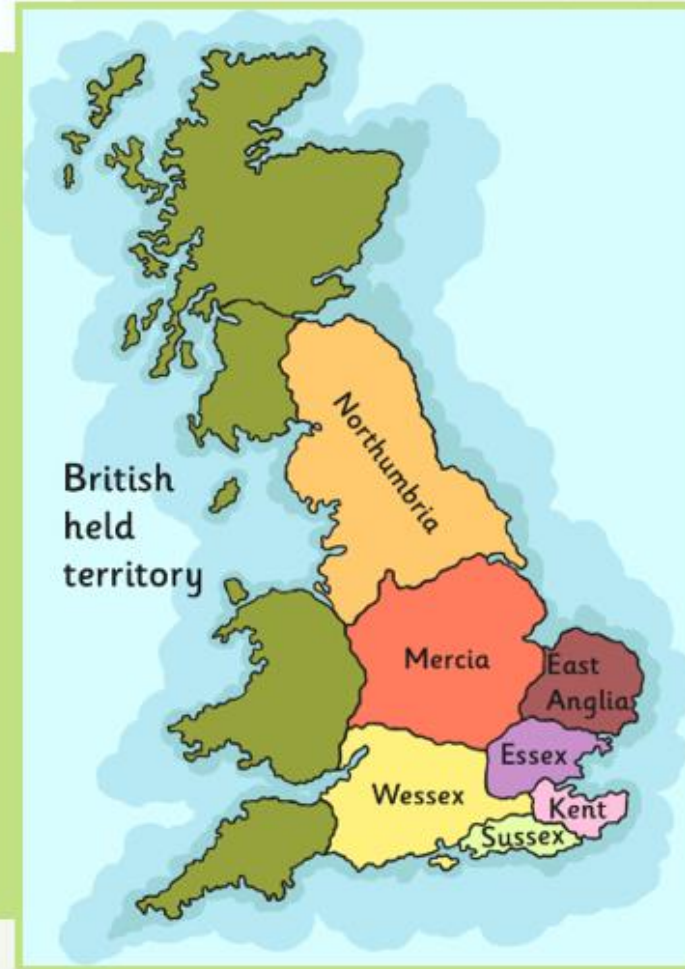 Northumbria
British
held
territory
Mercia
East
Anglia
Essex
Wessex
Kent
Sussex